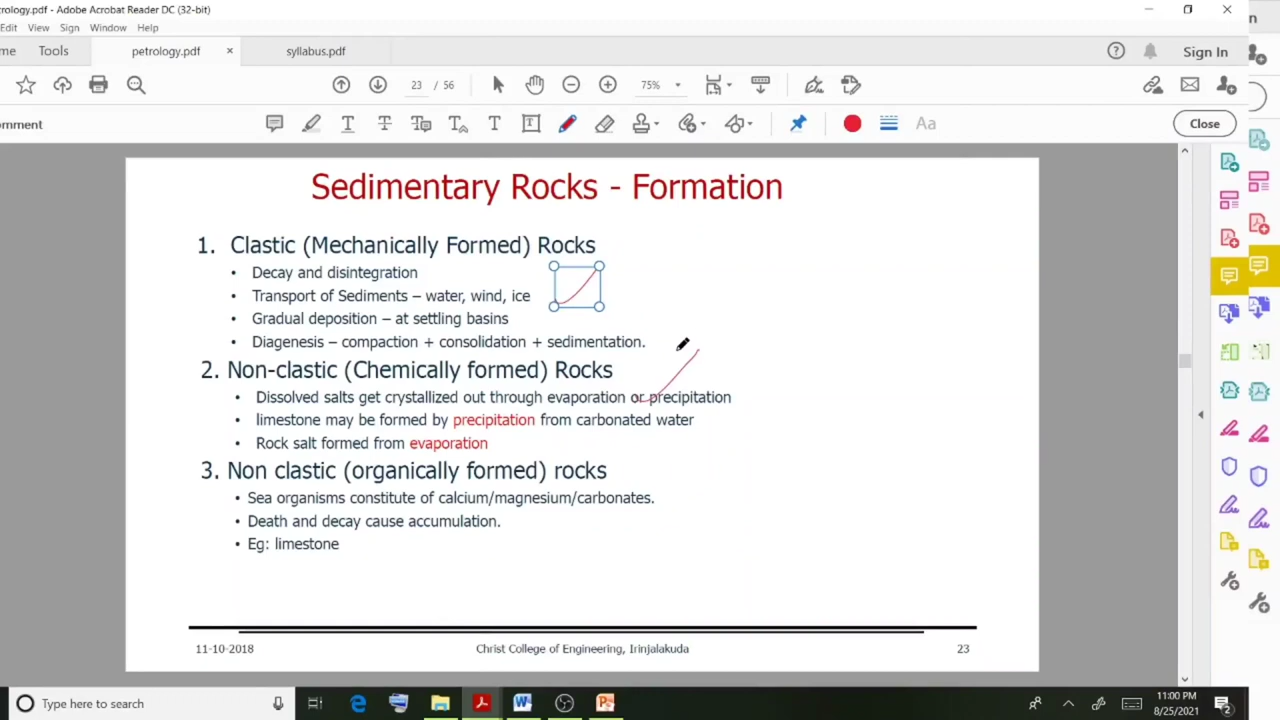 trology.pdf - Adobe Acrobat Reader DC (32-bit)
Edit View Sign Window Help
me Tools petrology.pdf × syllabus.pdf Sign In
23 / 56 75%
omment Aa Close
Sedimentary Rocks - Formation
1. Clastic (Mechanically Formed) Rocks
• Decay and disintegration
• Transport of Sediments – water, wind, ice
• Gradual deposition – at settling basins
• Diagenesis – compaction + consolidation + sedimentation.
2. Non-clastic (Chemically formed) Rocks
• Dissolved salts get crystallized out through evaporation or precipitation
• limestone may be formed by precipitation from carbonated water
• Rock salt formed from evaporation
3. Non clastic (organically formed) rocks
• Sea organisms constitute of calcium/magnesium/carbonates.
• Death and decay cause accumulation.
• Eg: limestone
11-10-2018 Christ College of Engineering, Irinjalakuda 23
Type here to search
11:00 PM
8/25/2021
2